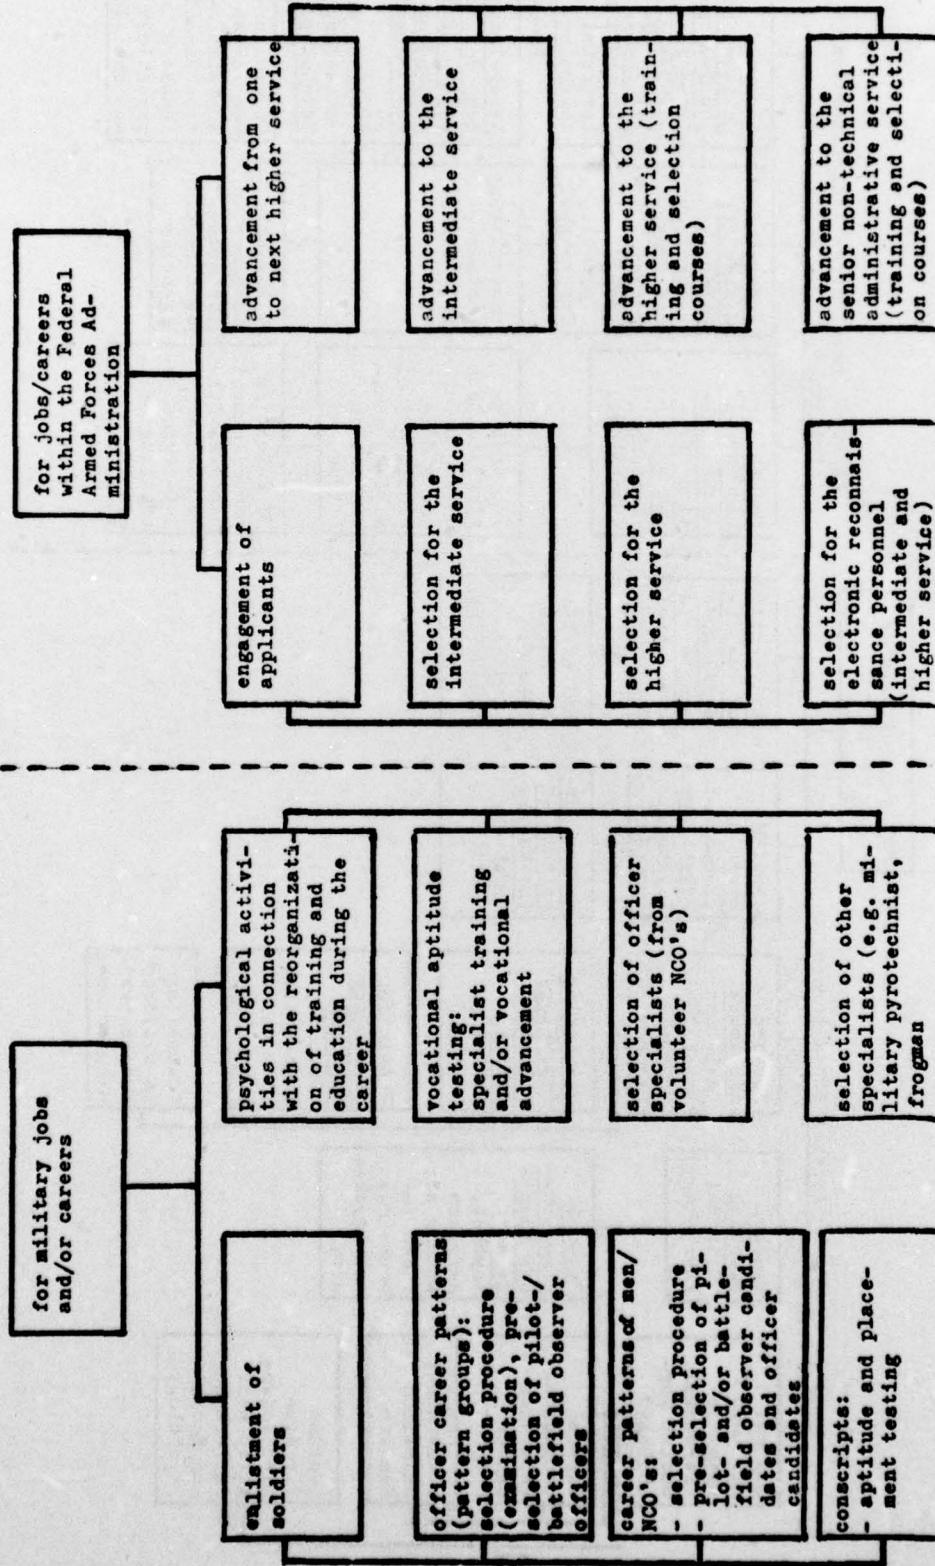 for military jobs
and/or careers
enlistment of
soldiers
officer career patterns
(pattern groups):
selection procedure
(examination), pre-
selection of pilot-/
battlefield observer
officers
career patterns of men/
NCO's:
- selection procedure
- pre-selection of pi-
lot- and/or battle-
field observer candi-
dates and officer
candidates
conscripts:
- aptitude and place-
ment testing
psychological activi-
ties in connection
with the reorganizati-
on of training and
education during the
career
vocational aptitude
testing:
specialist training
and/or vocational
advancement
selection of officer
specialists (from
volunteer NCO's)
selection of other
specialists (e.g. mi-
litary pyrotechnist,
frogman
for jobs/careers
within the Federal
Armed Forces Ad-
ministration
engagement of
applicants
selection for the
intermediate service
selection for the
higher service
selection for the
electronic reconnais-
sance personnel
(intermediate and
higher service)
advancement from one
to next higher service
advancement to the
intermediate service
advancement to the
higher service (train-
ing and selection
courses)
advancement to the
senior non-technical
administrative service
(training and selecti-
on courses)